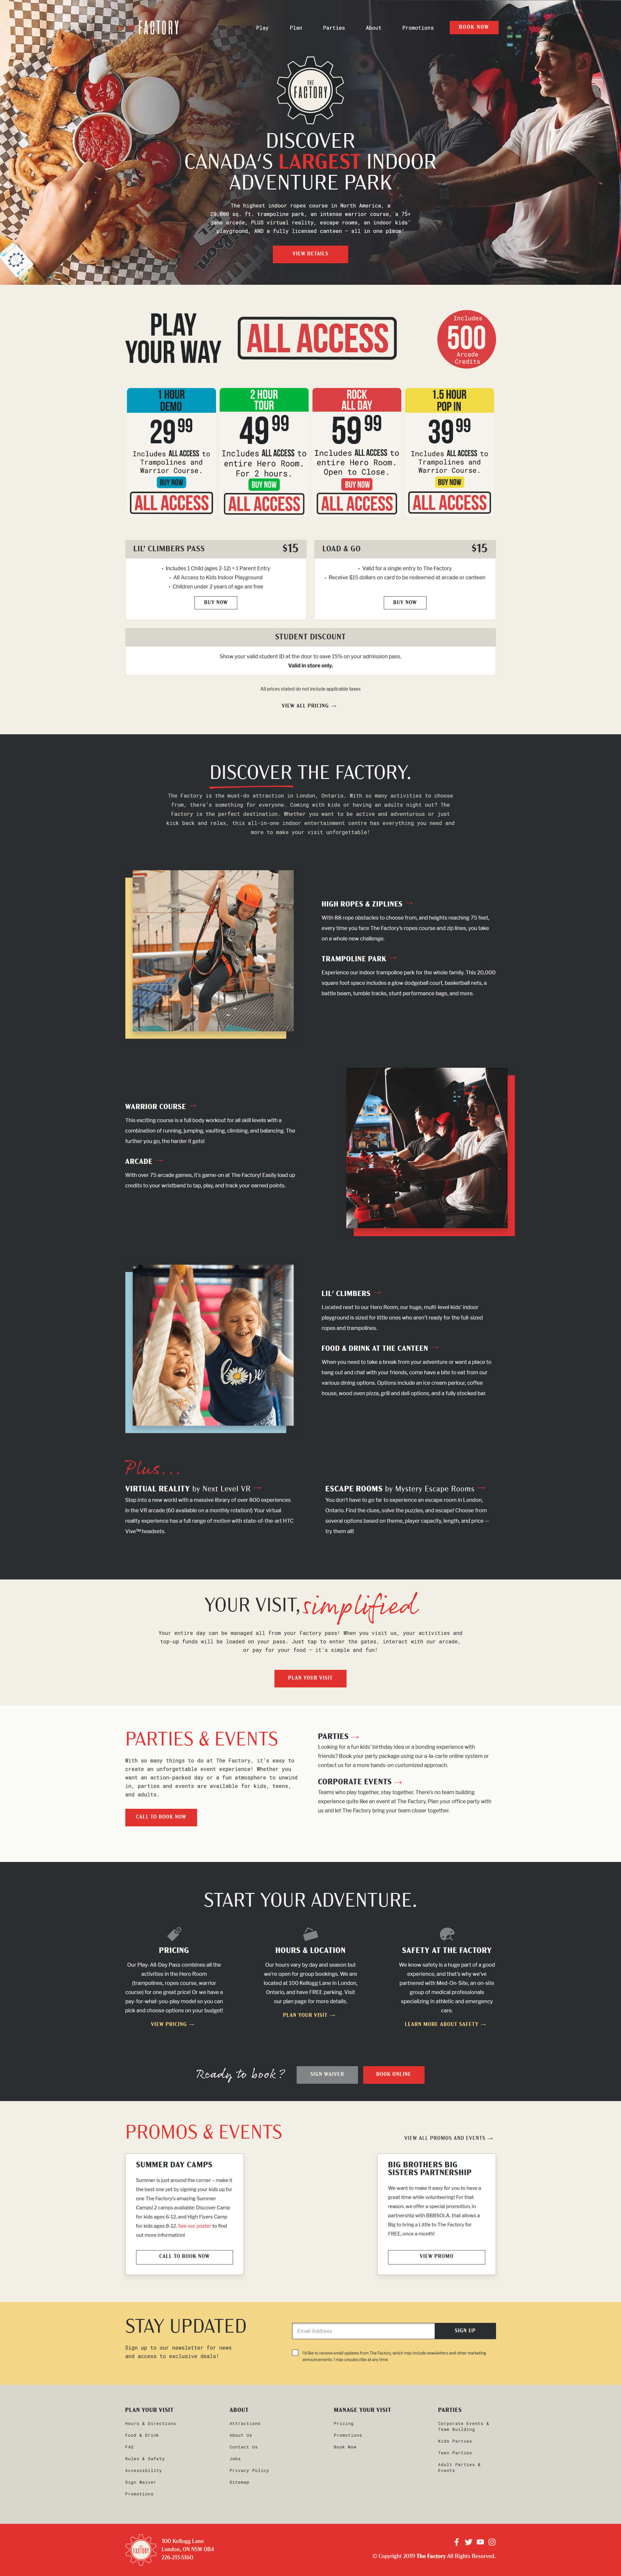 FACTORY
Play
Plan
Parties
About
Promotions
BOOK NOW
THE
FACTORY
DISCOVER
CANADA'S LARGEST INDOOR
ADVENTURE PARK
The highest indoor ropes course in North America, a
20,000 sq. ft. trampoline park, an intense warrior course, a 75+
game arcade, PLUS virtual reality, escape rooms, an indoor kids'
playground, AND a fully licensed canteen – all in one place!
VIEW DETAILS
PLAY
YOUR WAY
ALL ACCESS
Includes
500
Arcade
Credits
1 HOUR
DEMO
29 99
Includes ALL ACCESS to
Trampolines and
Warrior Course.
BUY NOW
ALL ACCESS
2 HOUR
TOUR
49 99
Includes ALL ACCESS to
entire Hero Room.
For 2 hours.
BUY NOW
ALL ACCESS
ROCK
ALL DAY
59 99
Includes ALL ACCESS to
entire Hero Room.
Open to Close.
BUY NOW
ALL ACCESS
1.5 HOUR
POP IN
39 99
Includes ALL ACCESS to
Trampolines and
Warrior Course.
BUY NOW
ALL ACCESS
LIL' CLIMBERS PASS $15
• Includes 1 Child (ages 2-12) + 1 Parent Entry
• All Access to Kids Indoor Playground
• Children under 2 years of age are free
BUY NOW
LOAD & GO $15
• Valid for a single entry to The Factory
• Receive $15 dollars on card to be redeemed at arcade or canteen
BUY NOW
STUDENT DISCOUNT
Show your valid student ID at the door to save 15% on your admission pass.
Valid in store only.
All prices stated do not include applicable taxes
VIEW ALL PRICING →
DISCOVER THE FACTORY.
The Factory is the must-do attraction in London, Ontario. With so many activities to choose
from, there's something for everyone. Coming with kids or having an adults night out? The
Factory is the perfect destination. Whether you want to be active and adventurous or just
kick back and relax, this all-in-one indoor entertainment centre has everything you need and
more to make your visit unforgettable!
HIGH ROPES & ZIPLINES →
With 88 rope obstacles to choose from, and heights reaching 75 feet,
every time you face The Factory's ropes course and zip lines, you take
on a whole new challenge.
TRAMPOLINE PARK →
Experience our indoor trampoline park for the whole family. This 20,000
square foot space includes a glow dodgeball court, basketball nets, a
battle beam, tumble tracks, stunt performance bags, and more.
WARRIOR COURSE →
This exciting course is a full body workout for all skill levels with a
combination of running, jumping, vaulting, climbing, and balancing. The
further you go, the harder it gets!
ARCADE →
With over 75 arcade games, it's game-on at The Factory! Easily load up
credits to your wristband to tap, play, and track your earned points.
LIL' CLIMBERS →
Located next to our Hero Room, our huge, multi-level kids' indoor
playground is sized for little ones who aren't ready for the full-sized
ropes and trampolines.
FOOD & DRINK AT THE CANTEEN →
When you need to take a break from your adventure or want a place to
hang out and chat with your friends, come have a bite to eat from our
various dining options. Options include an ice cream parlour, coffee
house, wood oven pizza, grill and deli options, and a fully stocked bar.
Plus...
VIRTUAL REALITY by Next Level VR →
Step into a new world with a massive library of over 800 experiences
in the VR arcade (60 available on a monthly rotation!) Your virtual
reality experience has a full range of motion with state-of-the-art HTC
Vive™ headsets.
ESCAPE ROOMS by Mystery Escape Rooms →
You don't have to go far to experience an escape room in London,
Ontario. Find the clues, solve the puzzles, and escape! Choose from
several options based on theme, player capacity, length, and price —
try them all!
YOUR VISIT, simplified
Your entire day can be managed all from your Factory pass! When you visit us, your activities and
top-up funds will be loaded on your pass. Just tap to enter the gates, interact with our arcade,
or pay for your food – it's simple and fun!
PLAN YOUR VISIT
PARTIES & EVENTS
With so many things to do at The Factory, it's easy to
create an unforgettable event experience! Whether you
want an action-packed day or a fun atmosphere to unwind
in, parties and events are available for kids, teens,
and adults.
CALL TO BOOK NOW
PARTIES →
Looking for a fun kids' birthday idea or a bonding experience with
friends? Book your party package using our a-la-carte online system or
contact us for a more hands-on customized approach.
CORPORATE EVENTS →
Teams who play together, stay together. There's no team building
experience quite like an event at The Factory. Plan your office party with
us and let The Factory bring your team closer together.
START YOUR ADVENTURE.
PRICING
Our Play-All-Day Pass combines all the
activities in the Hero Room
(trampolines, ropes course, warrior
course) for one great price! Or we have a
pay-for-what-you-play model so you can
pick and choose options on your budget!
VIEW PRICING →
HOURS & LOCATION
Our hours vary by day and season but
we're open for group bookings. We are
located at 100 Kellogg Lane in London,
Ontario, and have FREE parking. Visit
our plan page for more details.
PLAN YOUR VISIT →
SAFETY AT THE FACTORY
We know safety is a huge part of a good
experience, and that's why we've
partnered with Med-On-Site, an on-site
group of medical professionals
specializing in athletic and emergency
care.
LEARN MORE ABOUT SAFETY →
Ready to book?
SIGN WAIVER
BOOK ONLINE
PROMOS & EVENTS
VIEW ALL PROMOS AND EVENTS →
SUMMER DAY CAMPS
Summer is just around the corner – make it
the best one yet by signing your kids up for
one The Factory's amazing Summer
Camps! 2 camps available: Discover Camp
for kids ages 6-12, and High Flyers Camp
for kids ages 8-12. See our poster to find
out more information!
CALL TO BOOK NOW
BIG BROTHERS BIG
SISTERS PARTNERSHIP
We want to make it easy for you to have a
great time while volunteering! For that
reason, we offer a special promotion, in
partnership with BBBSOLA, that allows a
Big to bring a Little to The Factory for
FREE, once a month!
VIEW PROMO
STAY UPDATED
Sign up to our newsletter for news
and access to exclusive deals!
Email Address
SIGN UP
I'd like to receive email updates from The Factory, which may include newsletters and other marketing
announcements. I may unsubscribe at any time.
PLAN YOUR VISIT
Hours & Directions
Food & Drink
FAQ
Rules & Safety
Accessibility
Sign Waiver
Promotions
ABOUT
Attractions
About Us
Contact Us
Jobs
Privacy Policy
Sitemap
MANAGE YOUR VISIT
Pricing
Promotions
Book Now
PARTIES
Corporate Events &
Team Building
Kids Parties
Teen Parties
Adult Parties &
Events
THE
FACTORY
100 Kellogg Lane
London, ON N5W 0B4
226-213-5160
© Copyright 2019 The Factory All Rights Reserved.